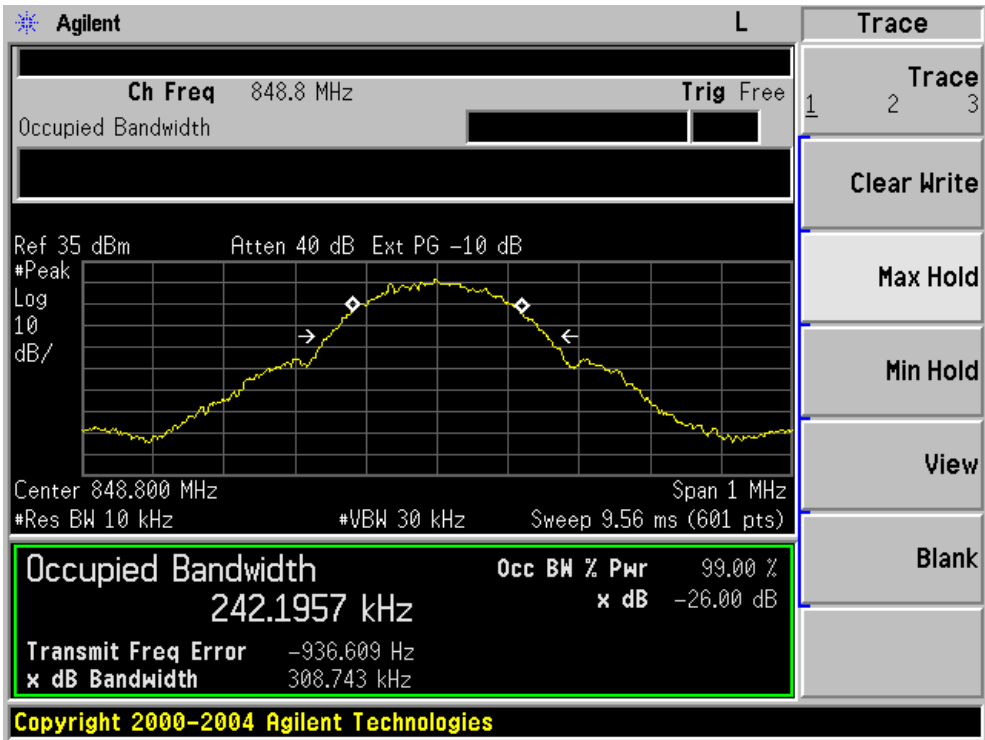 Agilent L Trace
Ch Freq 848.8 MHz Trig Free
Occupied Bandwidth
Trace
1 2 3
Clear Write
Max Hold
Min Hold
View
Blank
Ref 35 dBm Atten 40 dB Ext PG -10 dB
#Peak
Log
10
dB/
Center 848.800 MHz Span 1 MHz
#Res BW 10 kHz #VBW 30 kHz Sweep 9.56 ms (601 pts)
Occupied Bandwidth
242.1957 kHz
Occ BW % Pwr 99.00 %
x dB -26.00 dB
Transmit Freq Error -936.609 Hz
x dB Bandwidth 308.743 kHz
Copyright 2000-2004 Agilent Technologies